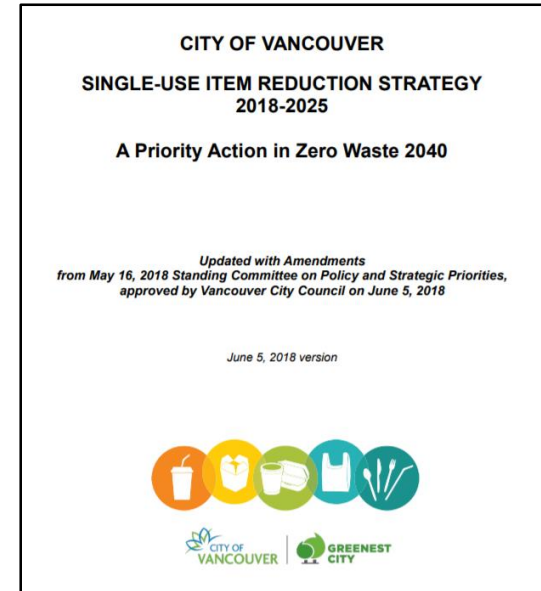 CITY OF VANCOUVER
SINGLE-USE ITEM REDUCTION STRATEGY
2018-2025
A Priority Action in Zero Waste 2040
Updated with Amendments
from May 16, 2018 Standing Committee on Policy and Strategic Priorities,
approved by Vancouver City Council on June 5, 2018
June 5, 2018 version
CITY OF
VANCOUVER
GREENEST
CITY